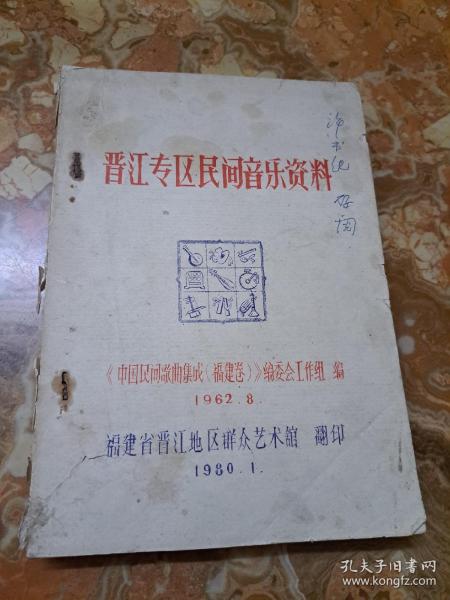 晋江专区民间音乐资料
《中国民间歌曲集成（福建卷）》编委会工作组 编
1962.8.
福建省晋江地区群众艺术馆 翻印
1980.1.
孔夫子旧书网
www.kongfz.com